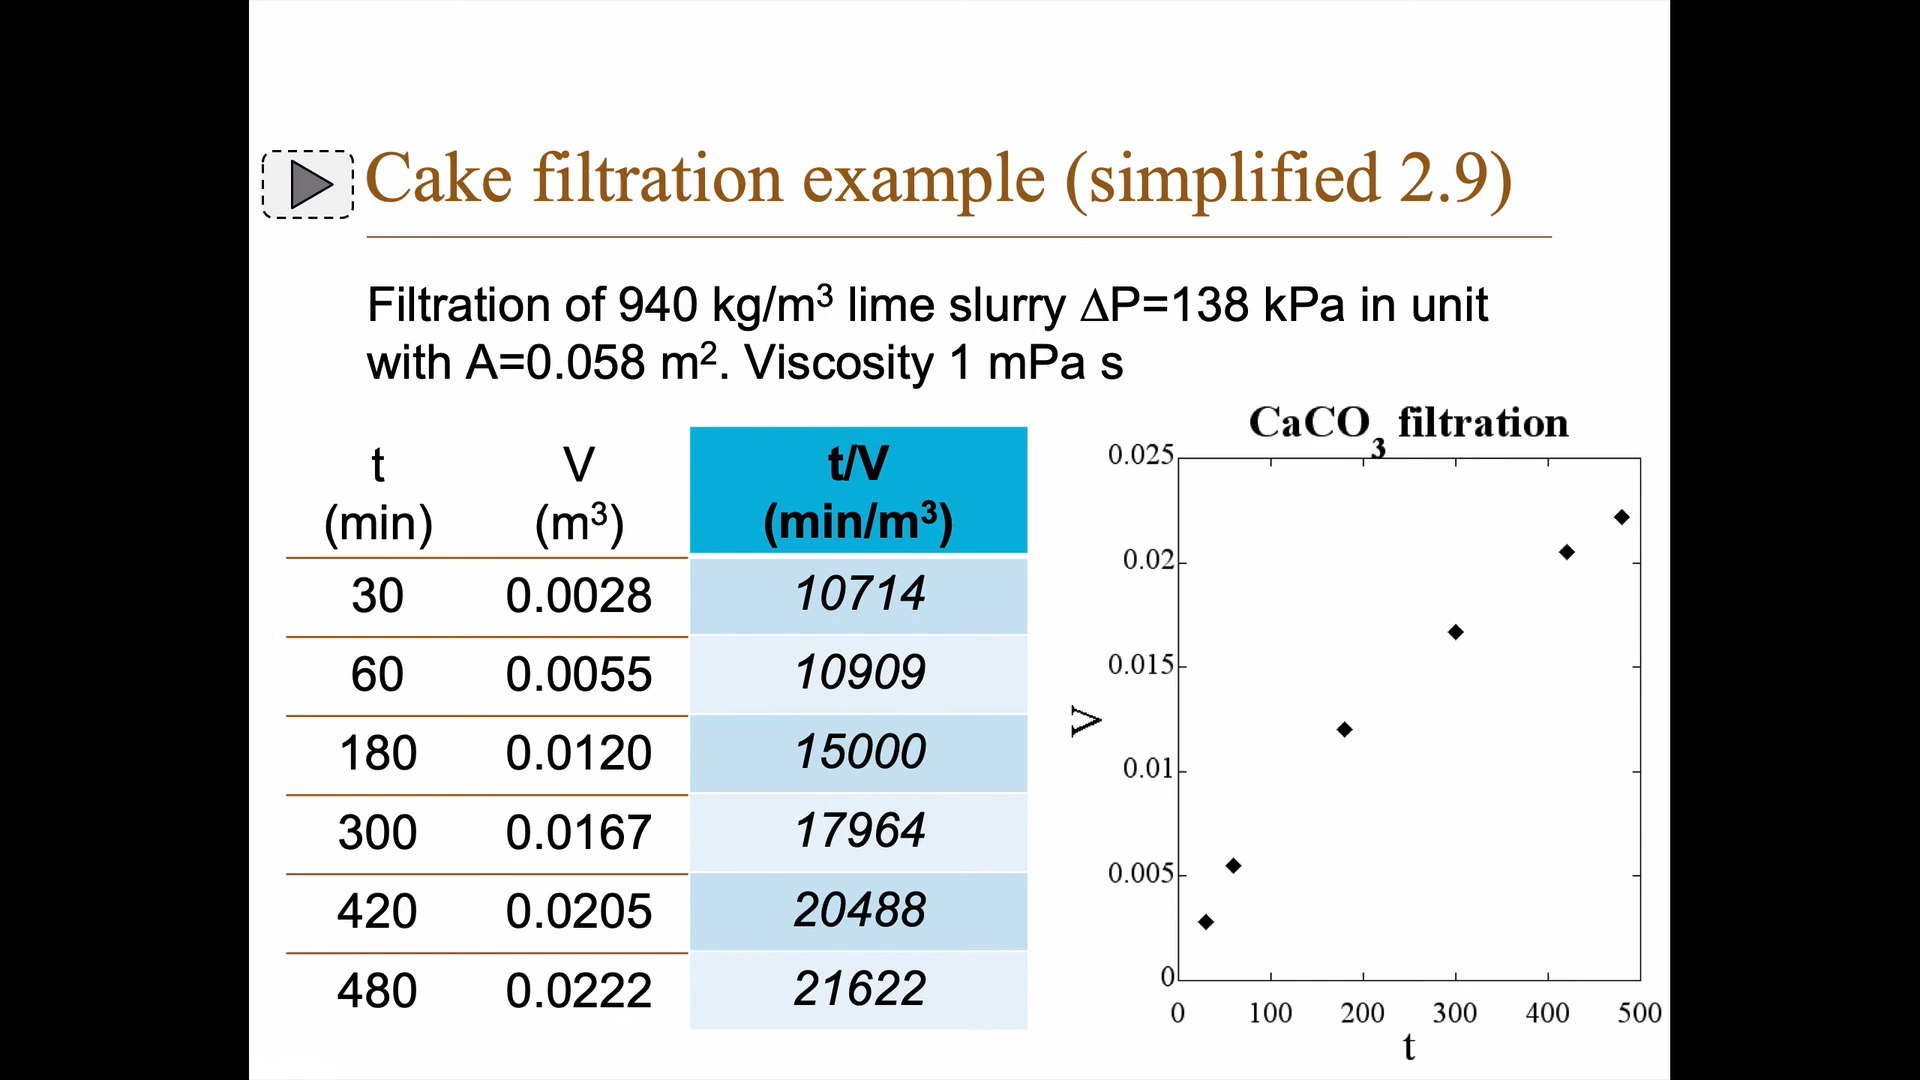 Cake filtration example (simplified 2.9)
Filtration of 940 kg/m³ lime slurry ΔP=138 kPa in unit
with A=0.058 m². Viscosity 1 mPa s
t V t/V
(min) (m³) (min/m³)
30 0.0028 10714
60 0.0055 10909
180 0.0120 15000
300 0.0167 17964
420 0.0205 20488
480 0.0222 21622
CaCO₃ filtration
0.025
0.02
0.015
V
0.01
0.005
0
0 100 200 300 400 500
t